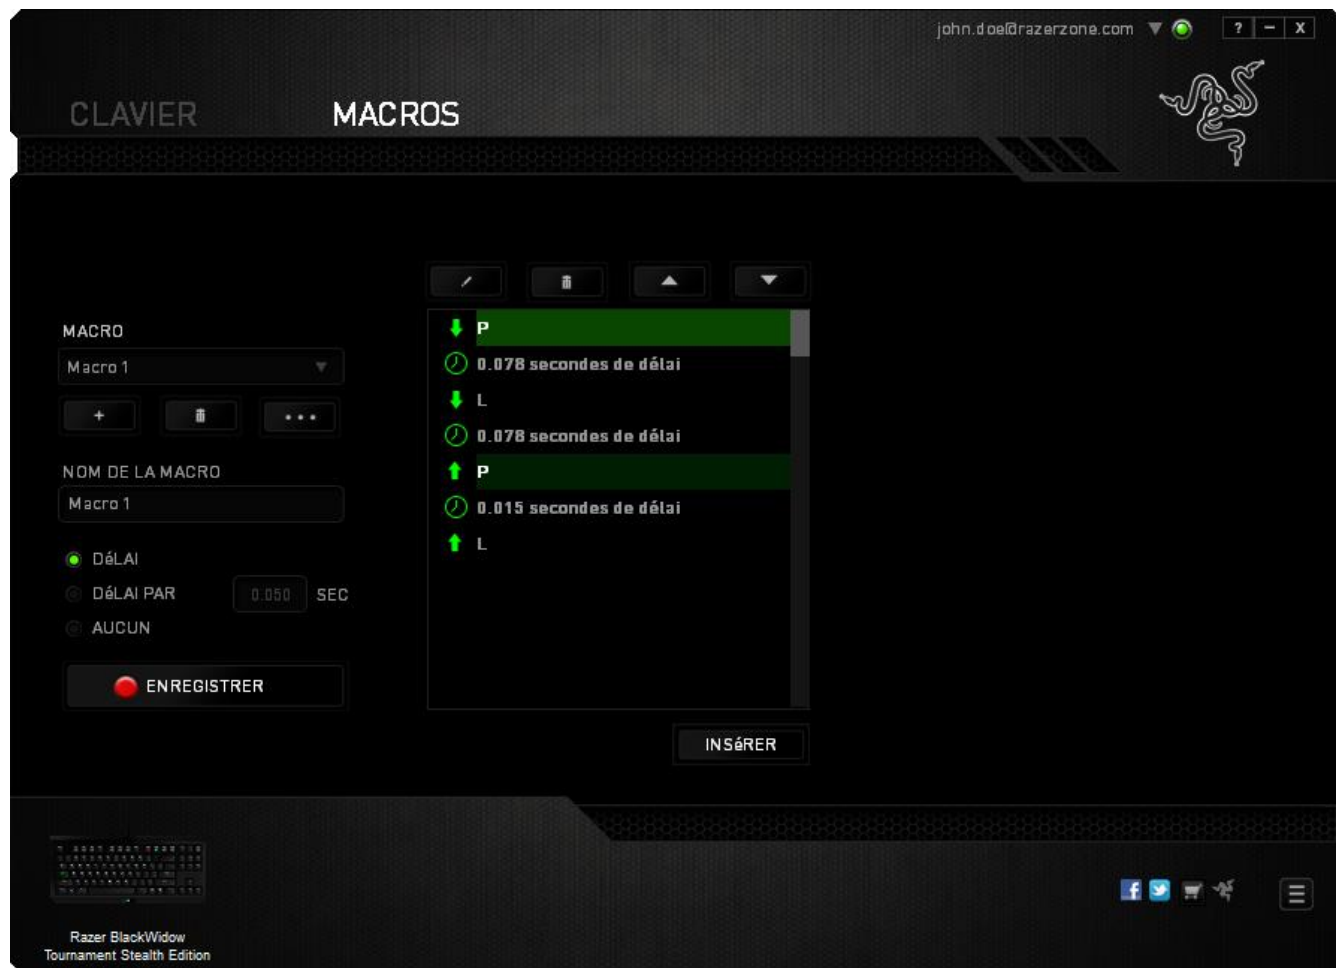 john.doe@razerzone.com
? – X
CLAVIER
MACROS
MACRO
Macro 1
+
NOM DE LA MACRO
Macro 1
DéLAI
DéLAI PAR 0.050 SEC
AUCUN
ENREGISTRER
P
0.078 secondes de délai
L
0.078 secondes de délai
P
0.015 secondes de délai
L
INSéRER
Razer BlackWidow
Tournament Stealth Edition